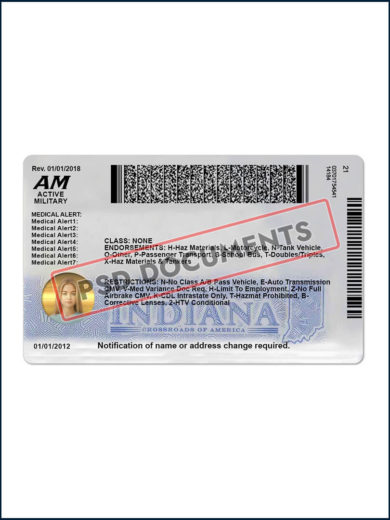 Rev. 01/01/2018
AM
ACTIVE
MILITARY
MEDICAL ALERT:
Medical Alert1:
Medical Alert2:
Medical Alert3:
Medical Alert4:
Medical Alert5:
Medical Alert6:
Medical Alert7:
CLASS: NONE
ENDORSEMENTS: H-Haz Materials, L-Motorcycle, N-Tank Vehicle,
O-Other, P-Passenger Transport, S-School Bus, T-Doubles/Triples,
X-Haz Materials & Tankers
RESTRICTIONS: N-No Class A/B Pass Vehicle, E-Auto Transmission
CMV, V-Med Variance Doc Req, H-Limit To Employment, Z-No Full
Airbrake CMV, K-CDL Intrastate Only, T-Hazmat Prohibited, B-
Corrective Lenses, 2-HTV Conditional
PSD DOCUMENTS
INDIANA
CROSSROADS OF AMERICA
01/01/2012
Notification of name or address change required.
21
14184